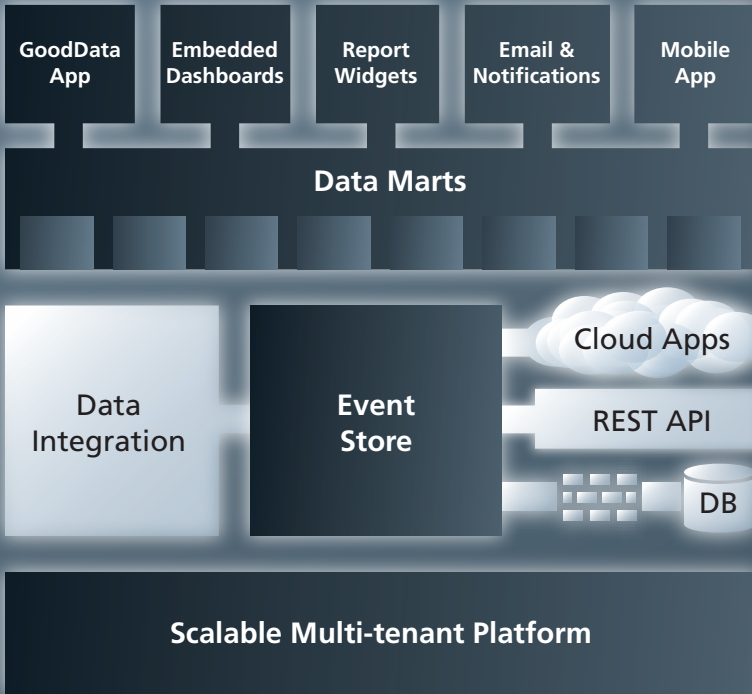 GoodData
App
Embedded
Dashboards
Report
Widgets
Email &
Notifications
Mobile
App
Data Marts
Data
Integration
Event
Store
Cloud Apps
REST API
DB
Scalable Multi-tenant Platform